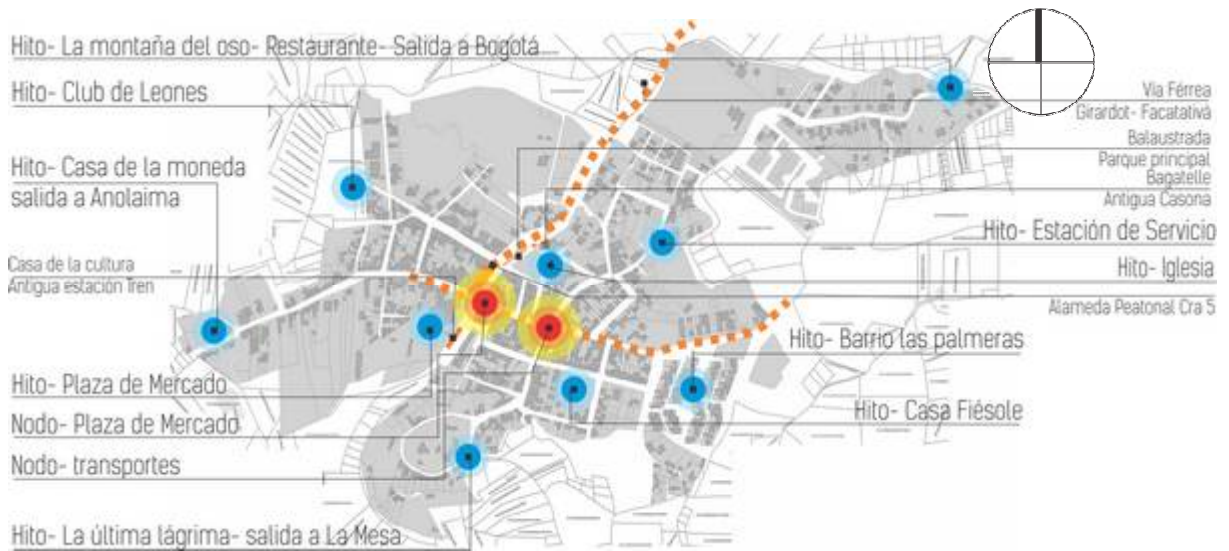 Hito- La montaña del oso- Restaurante- Salida a Bogotá
Hito- Club de Leones
Hito- Casa de la moneda
salida a Anolaima
Casa de la cultura
Antigua estación Tren
Hito- Plaza de Mercado
Nodo- Plaza de Mercado
Nodo- transportes
Hito- La última lágrima- salida a La Mesa
Via Férrea
Girardot- Facatativá
Balaustrada
Parque principal
Bagatelle
Antigua Casona
Hito- Estación de Servicio
Hito- Iglesia
Alameda Peatonal Cra 5
Hito- Barrio las palmeras
Hito- Casa Fiésole